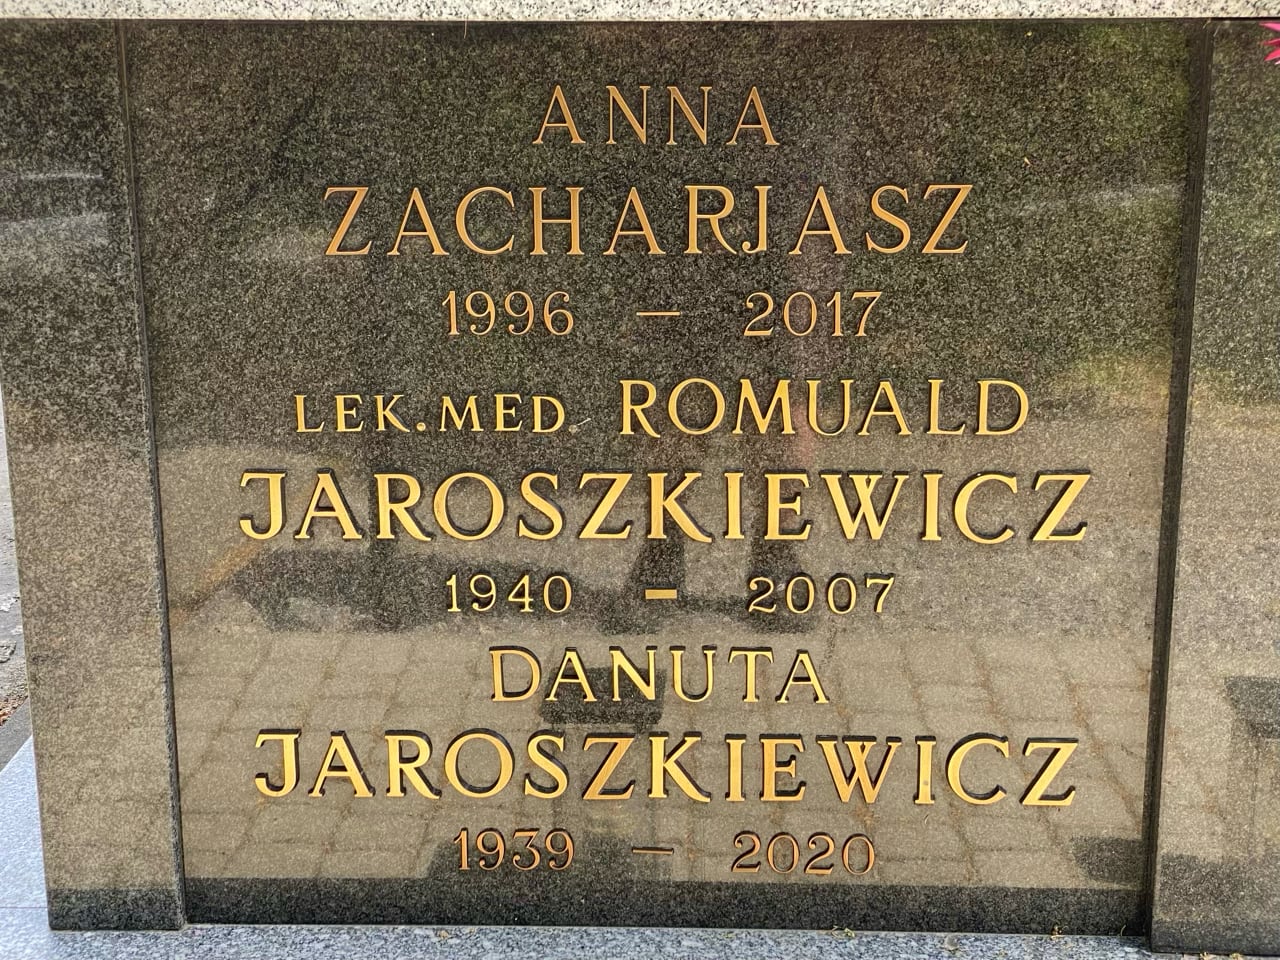 ANNA
ZACHARJASZ
1996 – 2017
LEK. MED. ROMUALD
JAROSZKIEWICZ
1940 – 2007
DANUTA
JAROSZKIEWICZ
1939 – 2020